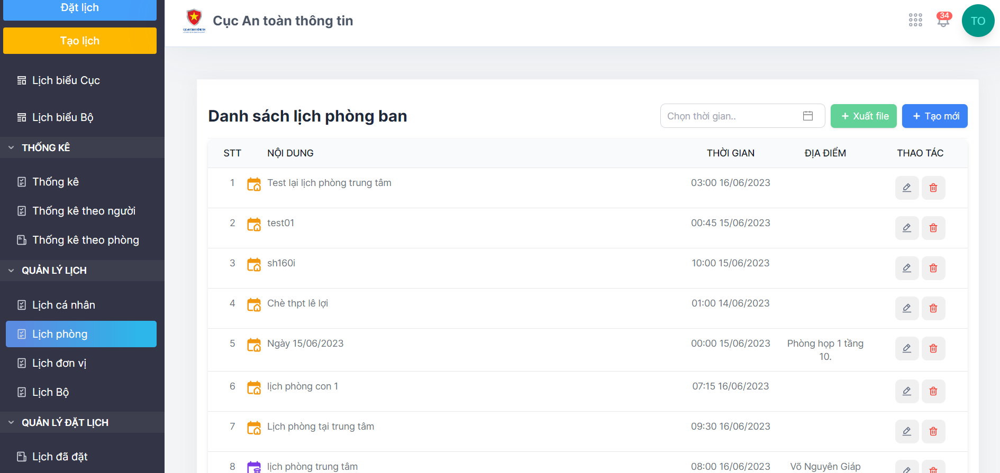 Đặt lịch
Tạo lịch
Lịch biểu Cục
Lịch biểu Bộ
THỐNG KÊ
Thống kê
Thống kê theo người
Thống kê theo phòng
QUẢN LÝ LỊCH
Lịch cá nhân
Lịch phòng
Lịch đơn vị
Lịch Bộ
QUẢN LÝ ĐẶT LỊCH
Lịch đã đặt
Cục An toàn thông tin
34
TO
Danh sách lịch phòng ban
Chọn thời gian..
+ Xuất file
+ Tạo mới
STT NỘI DUNG THỜI GIAN ĐỊA ĐIỂM THAO TÁC
1 Test lại lịch phòng trung tâm 03:00 16/06/2023
2 test01 00:45 15/06/2023
3 sh160i 10:00 15/06/2023
4 Chè thpt lê lợi 01:00 14/06/2023
5 Ngày 15/06/2023 00:00 15/06/2023 Phòng họp 1 tầng
10.
6 lịch phòng con 1 07:15 16/06/2023
7 Lịch phòng tại trung tâm 09:30 16/06/2023
8 lịch phòng trung tâm 08:00 16/06/2023 Võ Nguyên Giáp